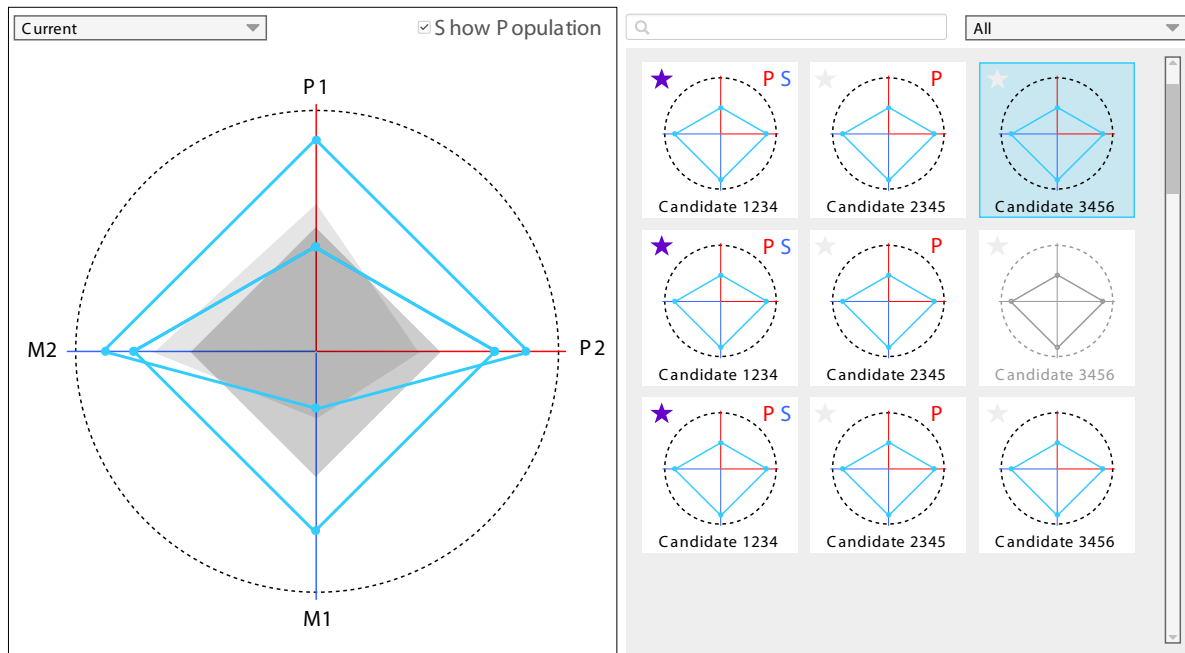 Current
Show Population
P1
M2
P2
M1
All
P S
Candidate 1234
P
Candidate 2345
Candidate 3456
P S
Candidate 1234
P
Candidate 2345
Candidate 3456
P S
Candidate 1234
P
Candidate 2345
Candidate 3456